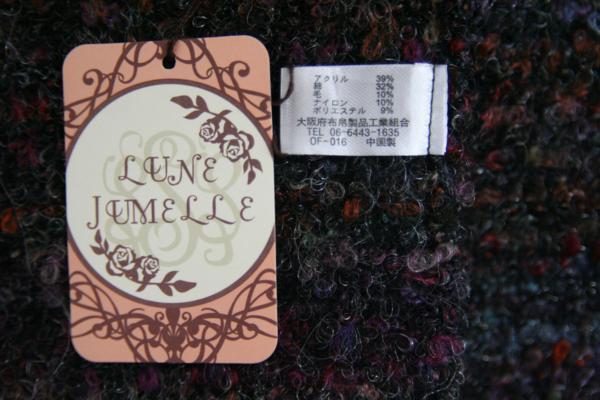 LUNE
JUMELLE
アクリル 39%
綿 32%
毛 10%
ナイロン 10%
ポリエステル 9%
大阪府布帛製品工業組合
TEL 06-6443-1635
OF-016 中国製